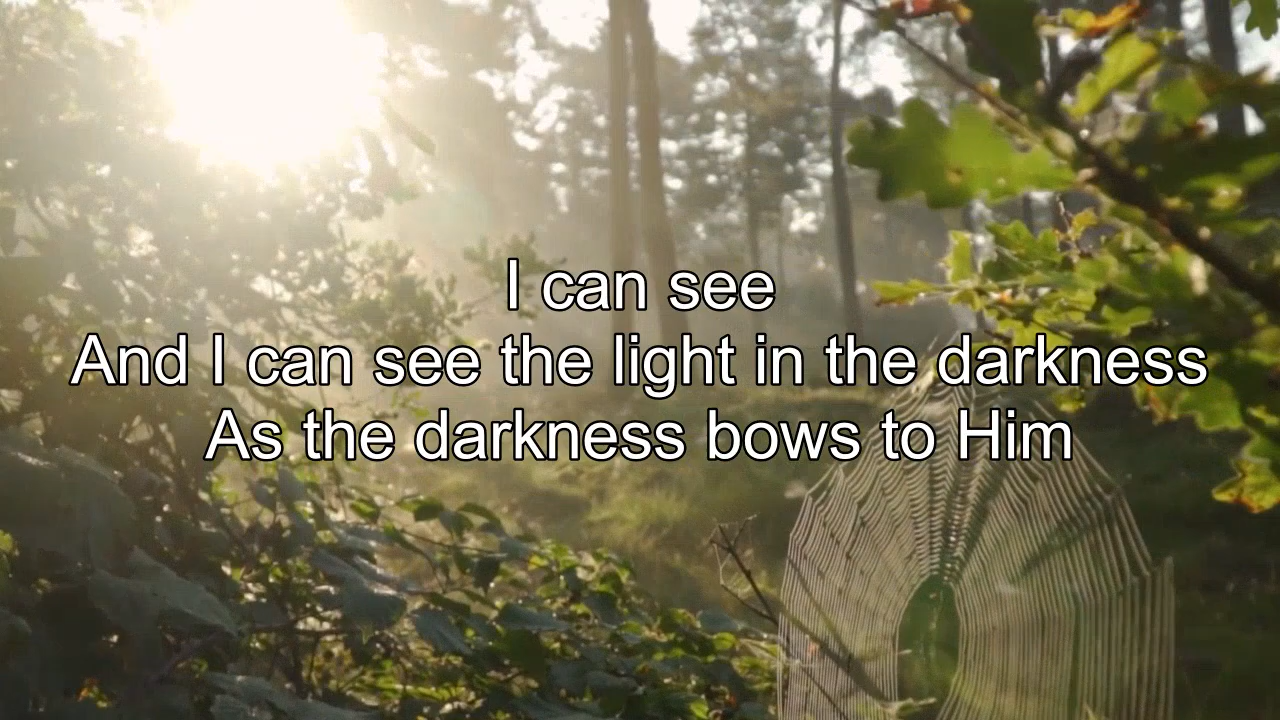 I can see
And I can see the light in the darkness
As the darkness bows to Him